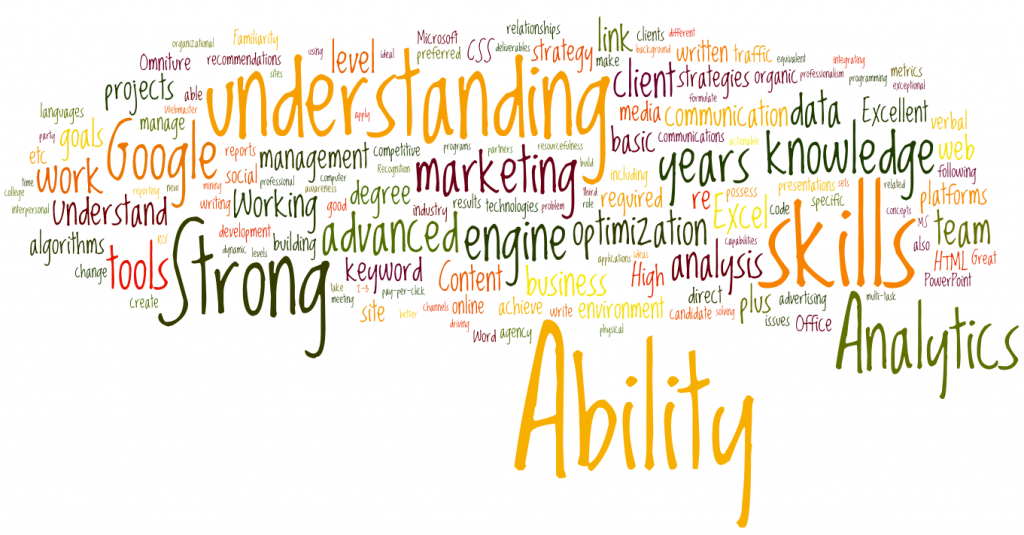 relationships
Microsoft
link
clients
different
organizational
Familiarity
using
level
ideal
preferred
CSS
deliverables
strategy
make
background
written
traffic
equivalent
integrating
Omniture
recommendations
sites
understanding
client
strategies
organic
professionalism
programming
metrics
exceptional
projects
able
Webmaster
apply
formulate
languages
goals
manage
Google
media
communication
data
Excellent
verbal
party
etc
reports
management
competitive
programs
partners
resourcefulness
basic
communications
actionable
years
knowledge
web
college
time
work
reporting
neural
mining
social
professional
computer
awareness
Recognition
marketing
build
including
following
interpersonal
understand
writing
Working
good
degree
industry
results
technologies
problem
third
role
required
re
possess
presentations
sets
specific
related
platforms
algorithms
ROI
development
dynamic
levels
building
advanced
engine
optimization
Excel
code
capabilities
skills
concepts
MS
also
team
change
tools
Strong
keyword
Content
business
applications
ideas
High
analysis
HTML
Great
PowerPoint
create
take
1-3
meeting
pay-per-click
site
better
channels
online
driving
achieve
write
environment
candidate
direct
solving
plus
advertising
issues
Office
multi-task
Word
agency
physical
Analytics
Ability